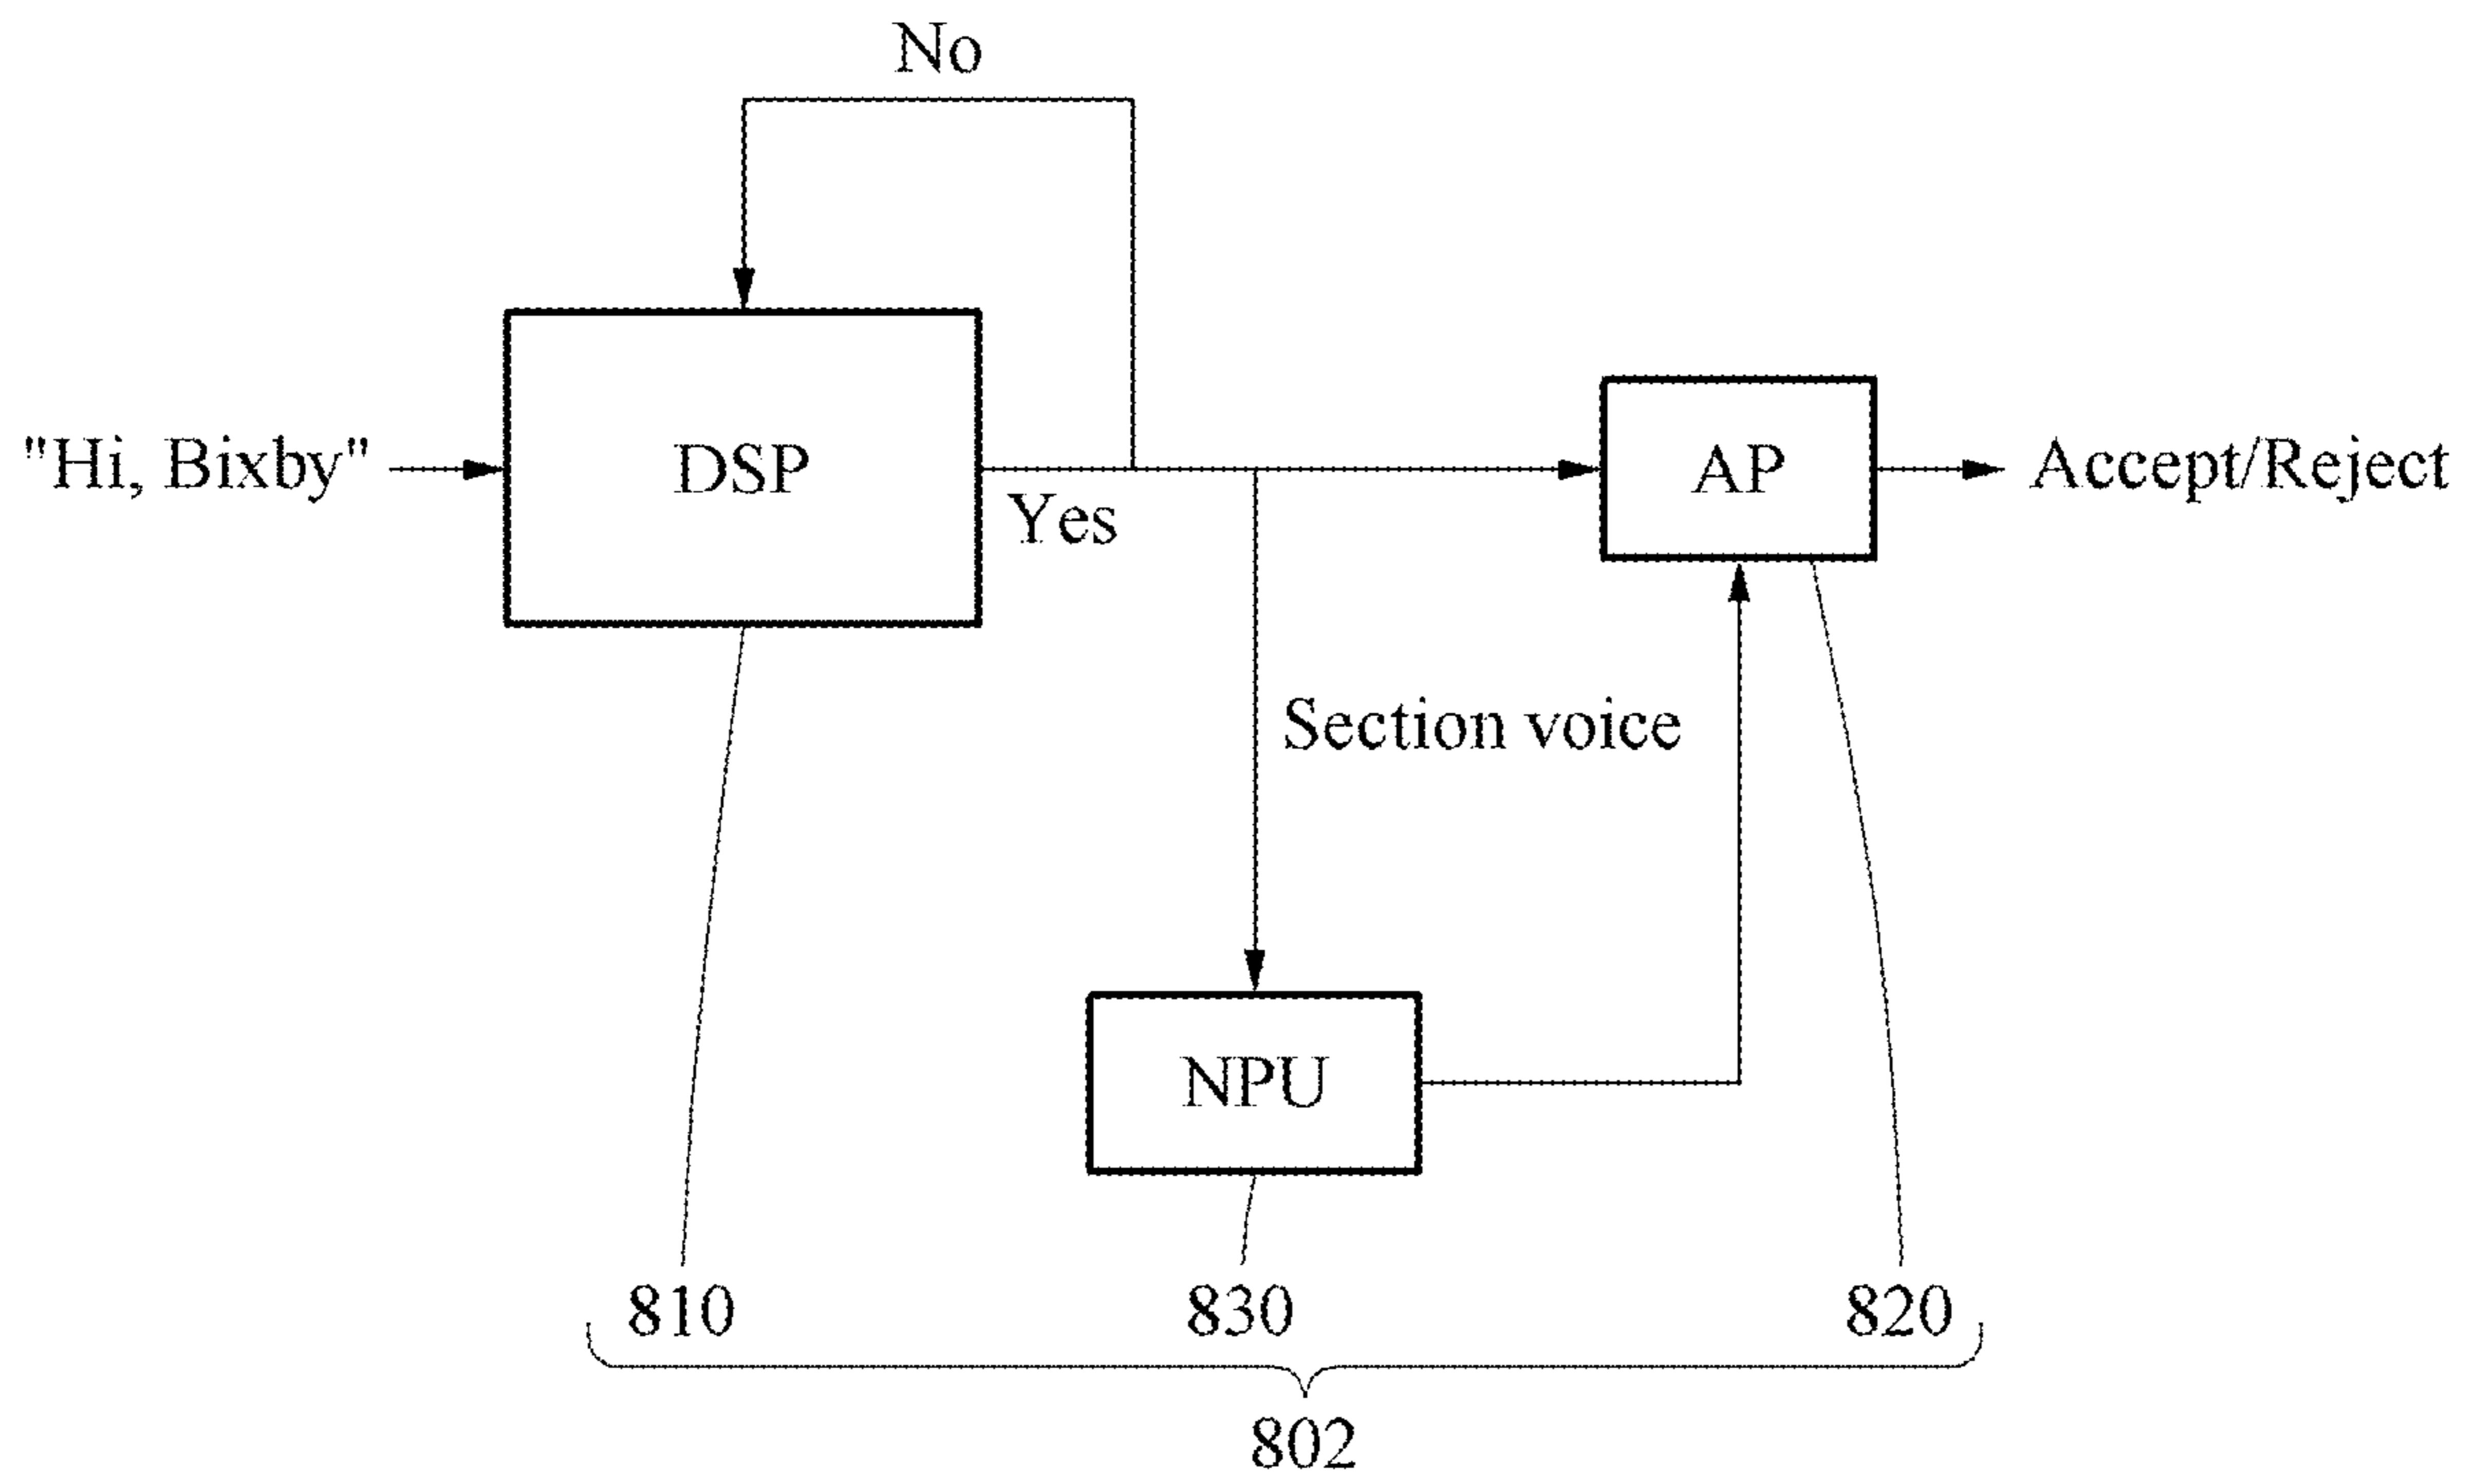 No
"Hi, Bixby"
DSP
Yes
AP
Accept/Reject
Section voice
NPU
810
830
820
802